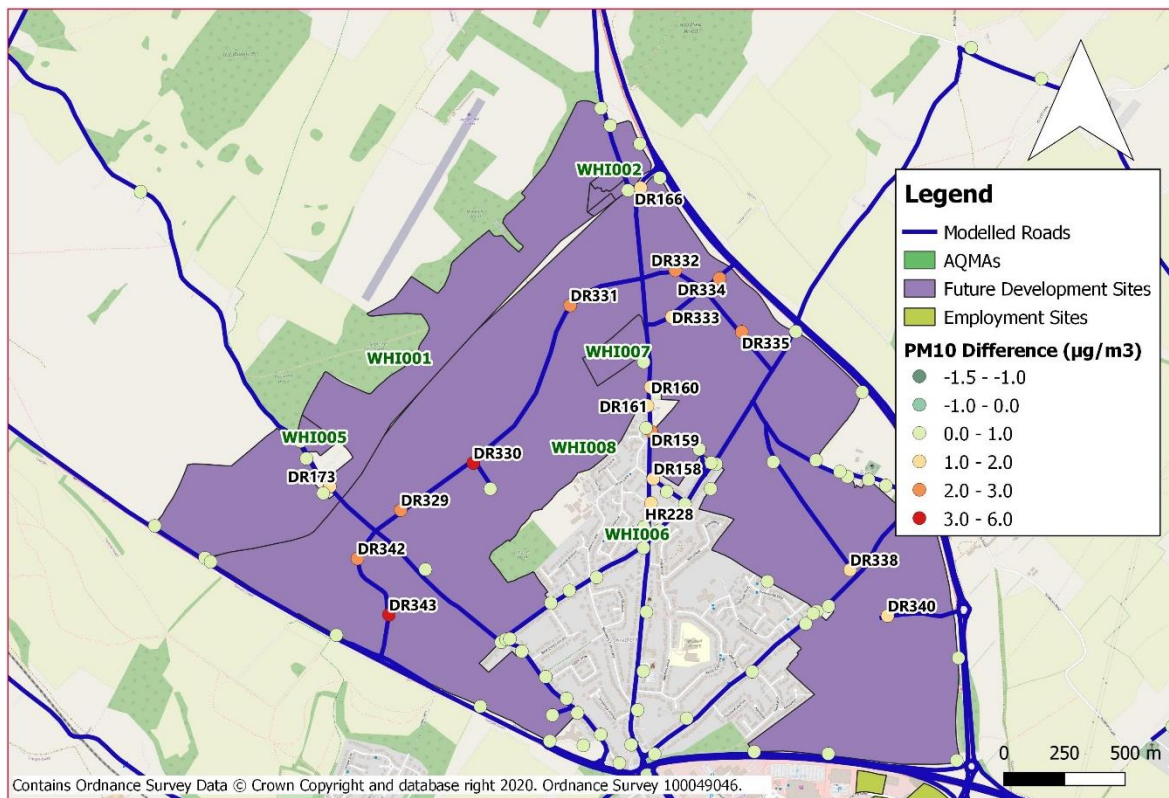 WHI002
DR166
DR332
DR334
DR331
DR333
DR335
WHI001
WHI007
DR160
DR161
WHI005
DR159
WHI008
DR330
DR173
DR158
DR329
HR228
WHI006
DR342
DR338
DR343
DR340
Legend
Modelled Roads
AQMAs
Future Development Sites
Employment Sites
PM10 Difference (µg/m3)
-1.5 - -1.0
-1.0 - 0.0
0.0 - 1.0
1.0 - 2.0
2.0 - 3.0
3.0 - 6.0
0 250 500 m
Contains Ordnance Survey Data © Crown Copyright and database right 2020. Ordnance Survey 100049046.